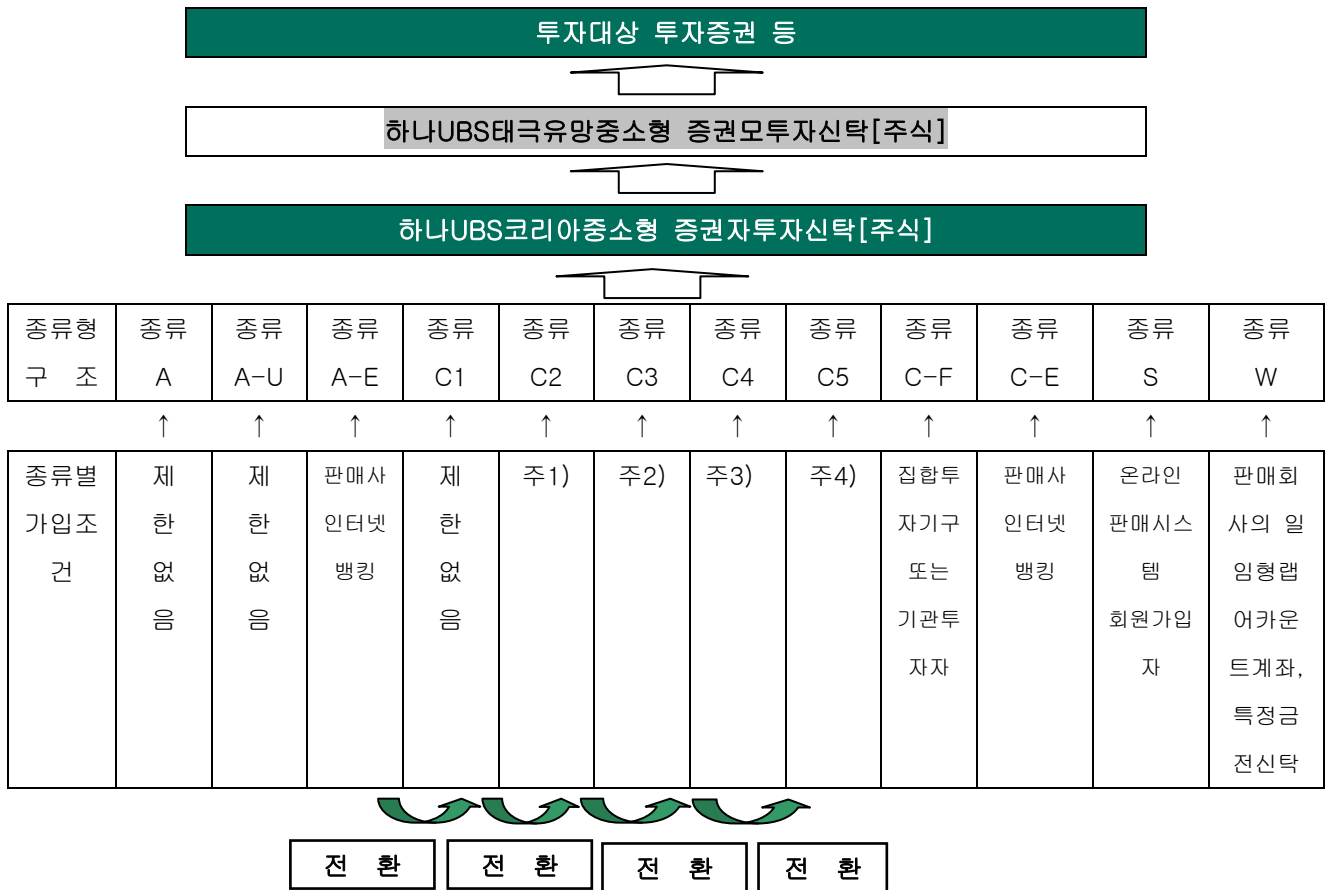 투자대상 투자증권 등
하나UBS태극유망중소형 증권모투자신탁[주식]
하나UBS코리아중소형 증권자투자신탁[주식]
종류형 종류 종류 종류 종류 종류 종류 종류 종류 종류 종류 종류 종류
구 조 A A-U A-E C1 C2 C3 C4 C5 C-F C-E S W
↑ ↑ ↑ ↑ ↑ ↑ ↑ ↑ ↑ ↑ ↑ ↑
종류별 제 제 판매사 제 주1) 주2) 주3) 주4) 집합투 판매사 온라인 판매회
가입조 한 한 인터넷 한 자기구 인터넷 판매시스 사의 일
건 없 없 뱅킹 없 또는 뱅킹 템 임형랩
음 음 음 기관투 회원가입 어카운
자자 자 트계좌,
특정금
전신탁
전 환 전 환 전 환 전 환